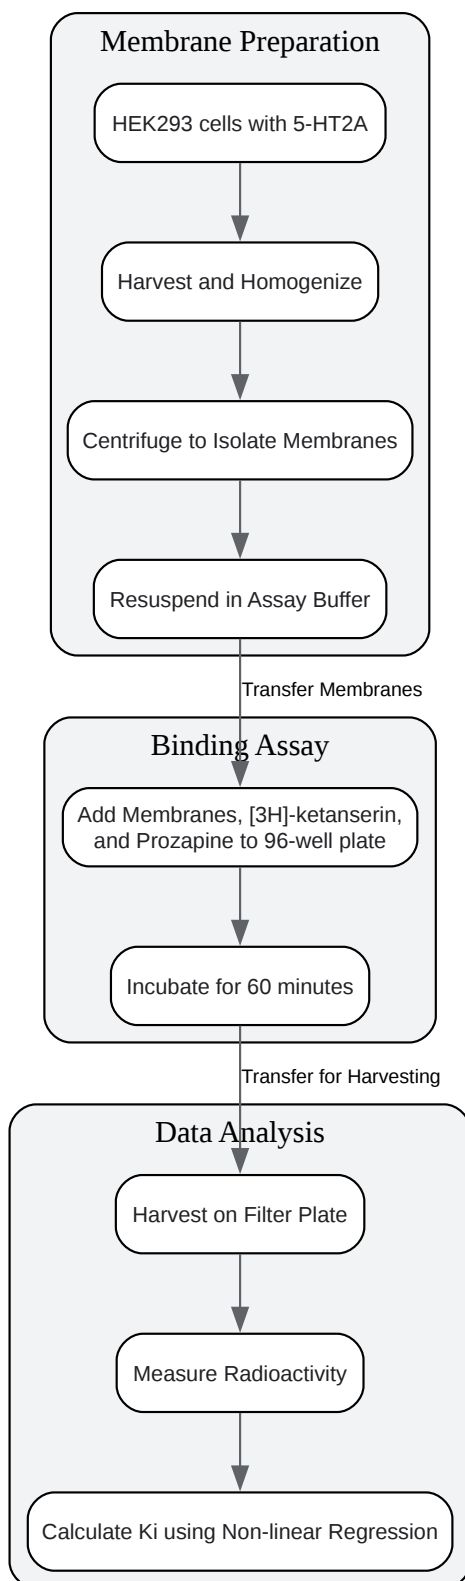 Membrane Preparation
HEK293 cells with 5-HT2A
Harvest and Homogenize
Centrifuge to Isolate Membranes
Resuspend in Assay Buffer
Transfer Membranes
Binding Assay
Add Membranes, [3H]-ketanserin,
and Prozapine to 96-well plate
Incubate for 60 minutes
Transfer for Harvesting
Data Analysis
Harvest on Filter Plate
Measure Radioactivity
Calculate Ki using Non-linear Regression